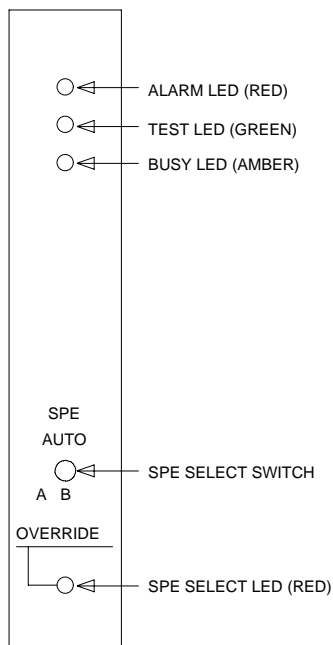 ALARM LED (RED)
TEST LED (GREEN)
BUSY LED (AMBER)
SPE
AUTO
SPE SELECT SWITCH
A B
OVERRIDE
SPE SELECT LED (RED)